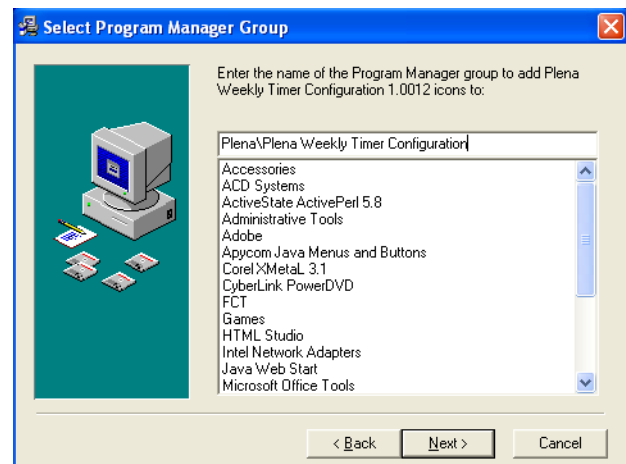 Select Program Manager Group
Enter the name of the Program Manager group to add Plena
Weekly Timer Configuration 1.0012 icons to:
Plena\Plena Weekly Timer Configuration
Accessories
ACD Systems
ActiveState ActivePerl 5.8
Administrative Tools
Adobe
Apycom Java Menus and Buttons
Corel XMetaL 3.1
CyberLink PowerDVD
FCT
Games
HTML Studio
Intel Network Adapters
Java Web Start
Microsoft Office Tools
< Back
Next >
Cancel